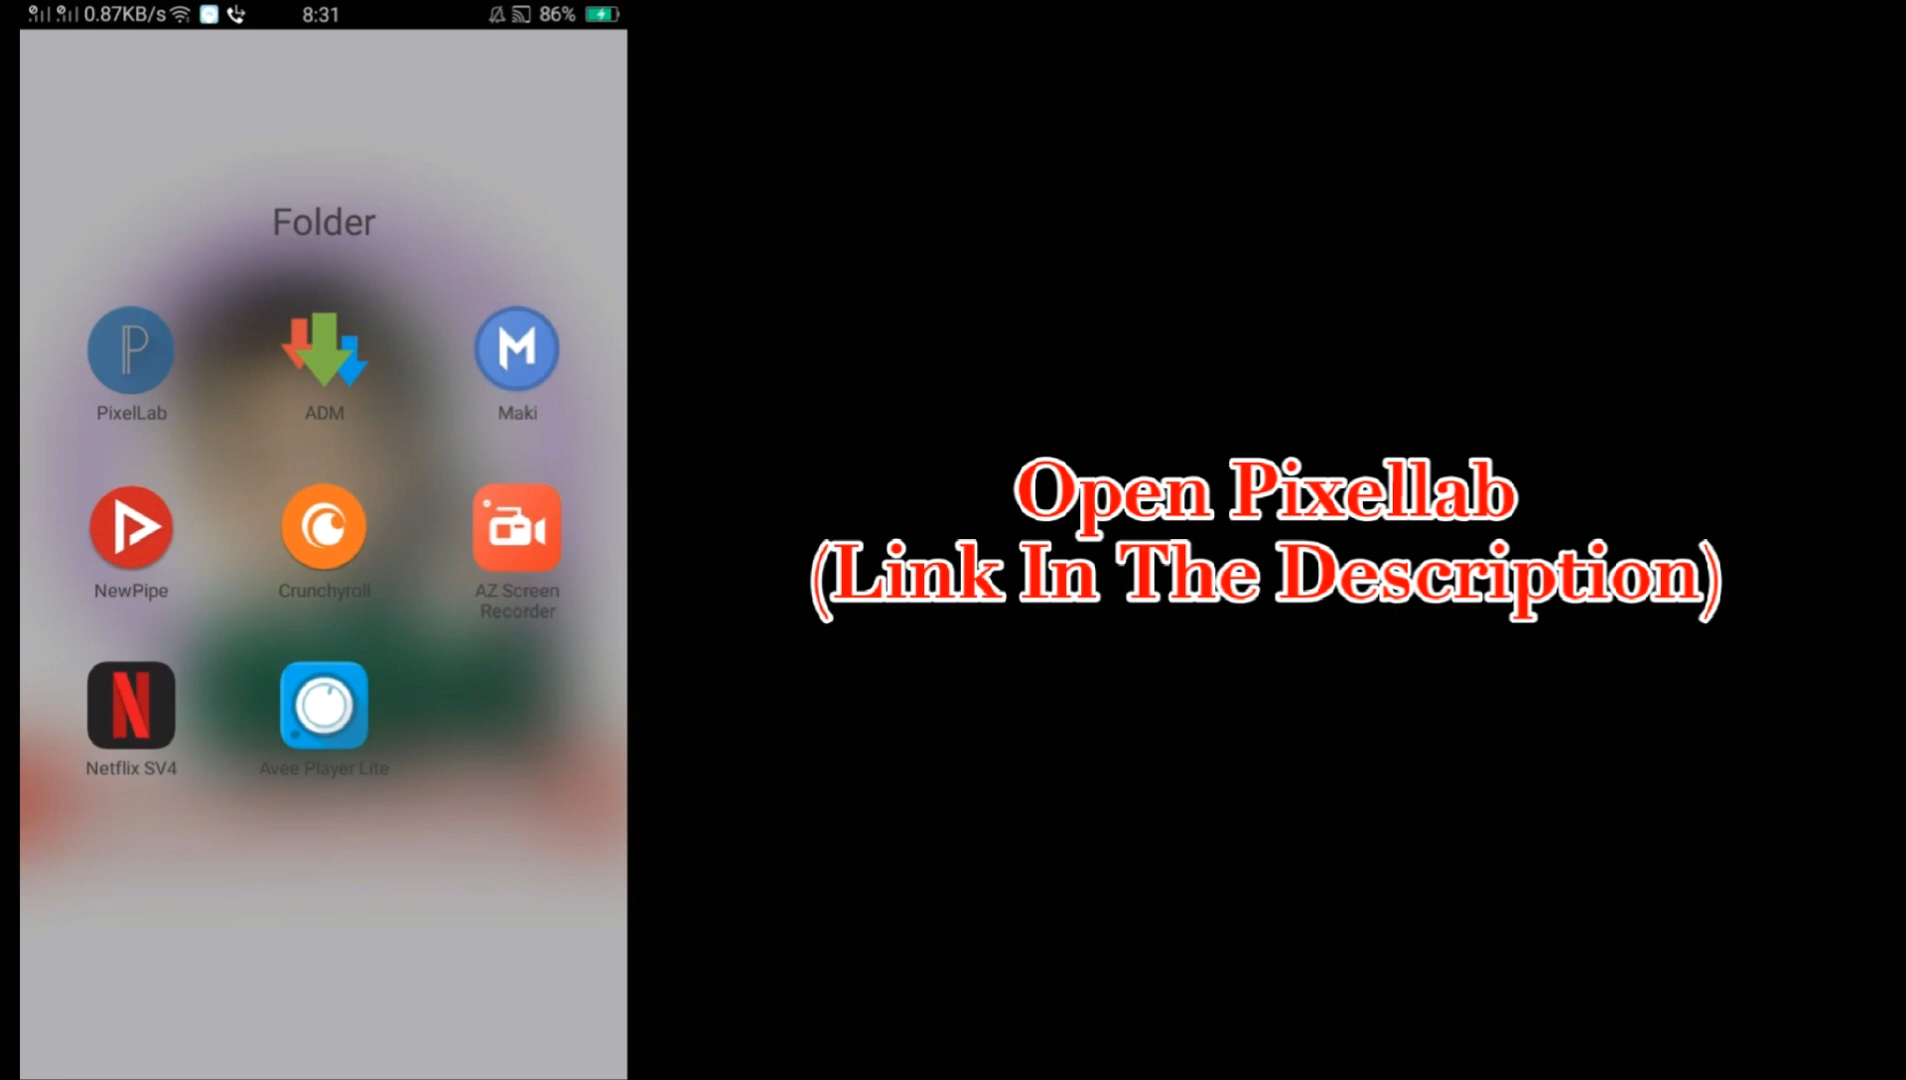 0.87KB/s 8:31 86%
Folder
PixelLab ADM Maki
NewPipe Crunchyroll AZ Screen
Recorder
Netflix SV4 Avee Player Lite
Open Pixellab
(Link In The Description)